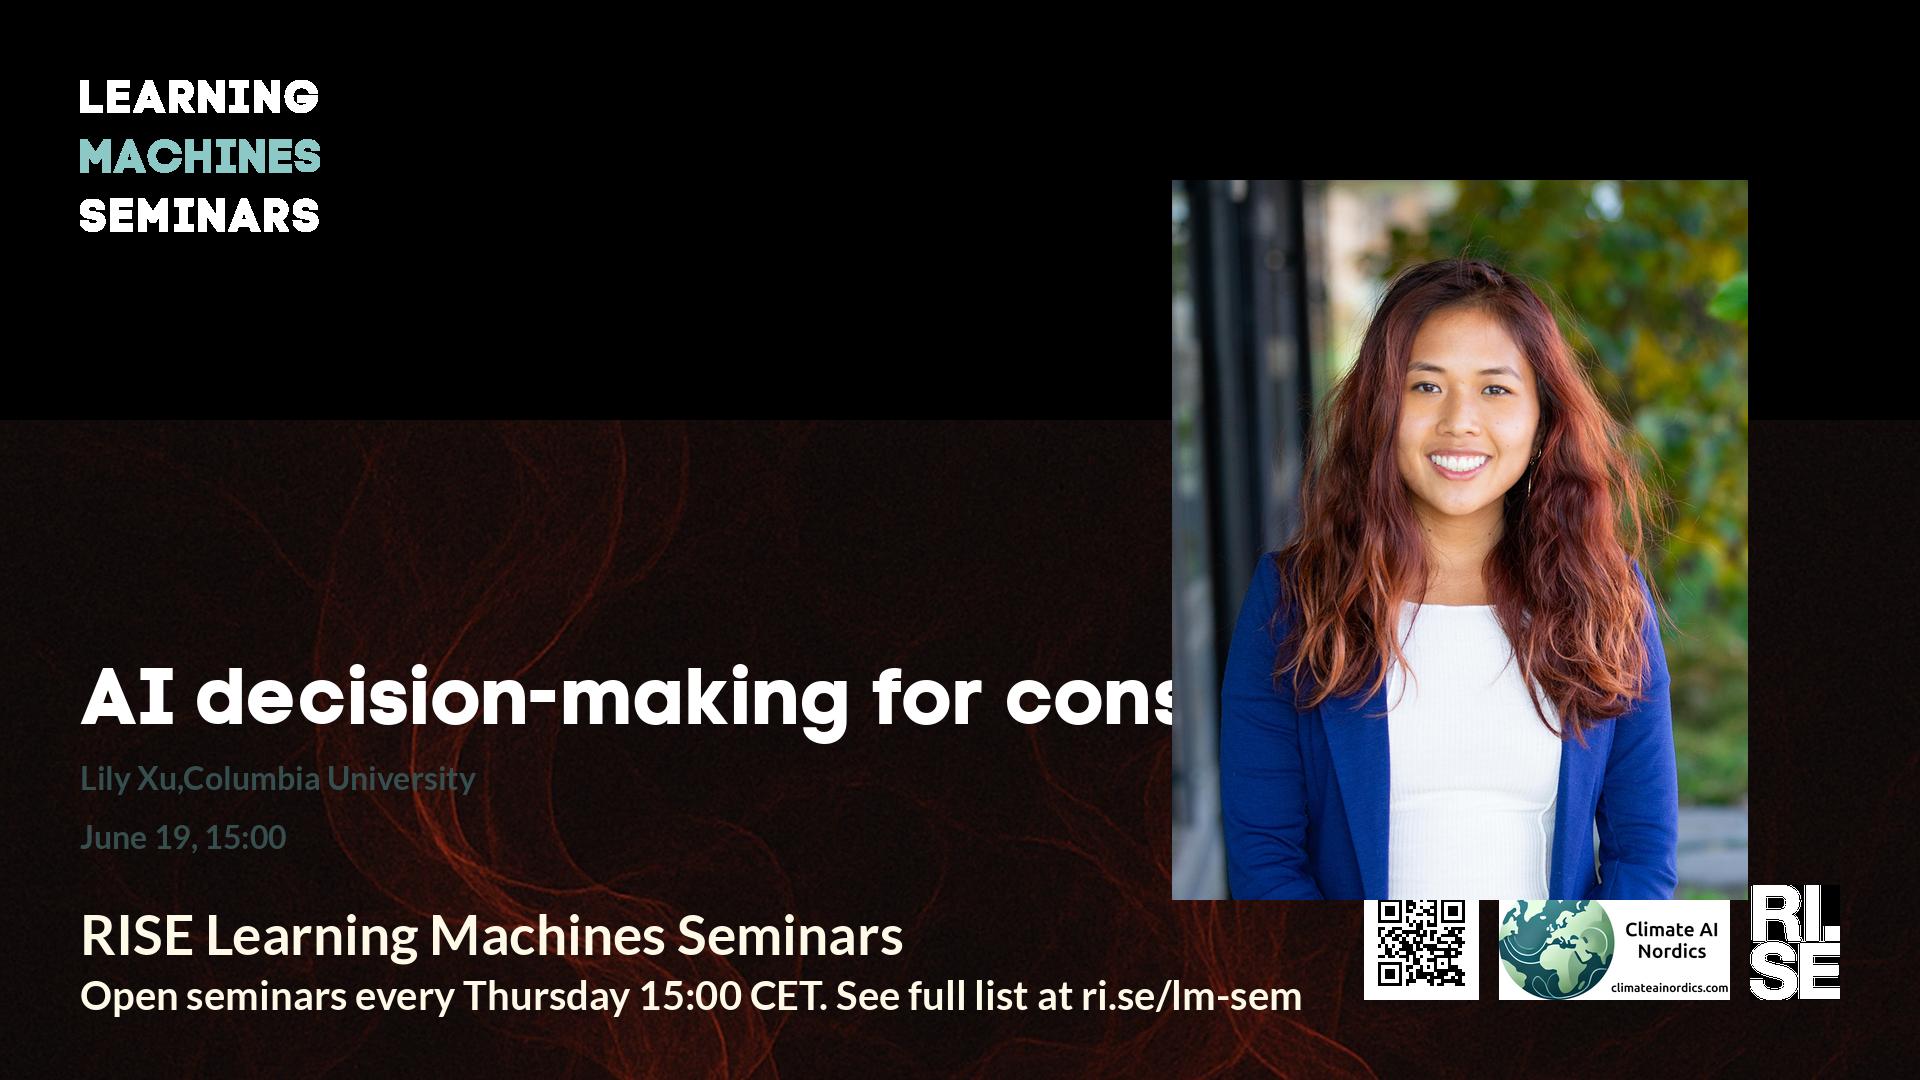 LEARNING
MACHINES
SEMINARS
AI decision-making for cons
Lily Xu,Columbia University
June 19, 15:00
RISE Learning Machines Seminars
Open seminars every Thursday 15:00 CET. See full list at ri.se/lm-sem
Climate AI
Nordics
climateainordics.com
RI.
SE